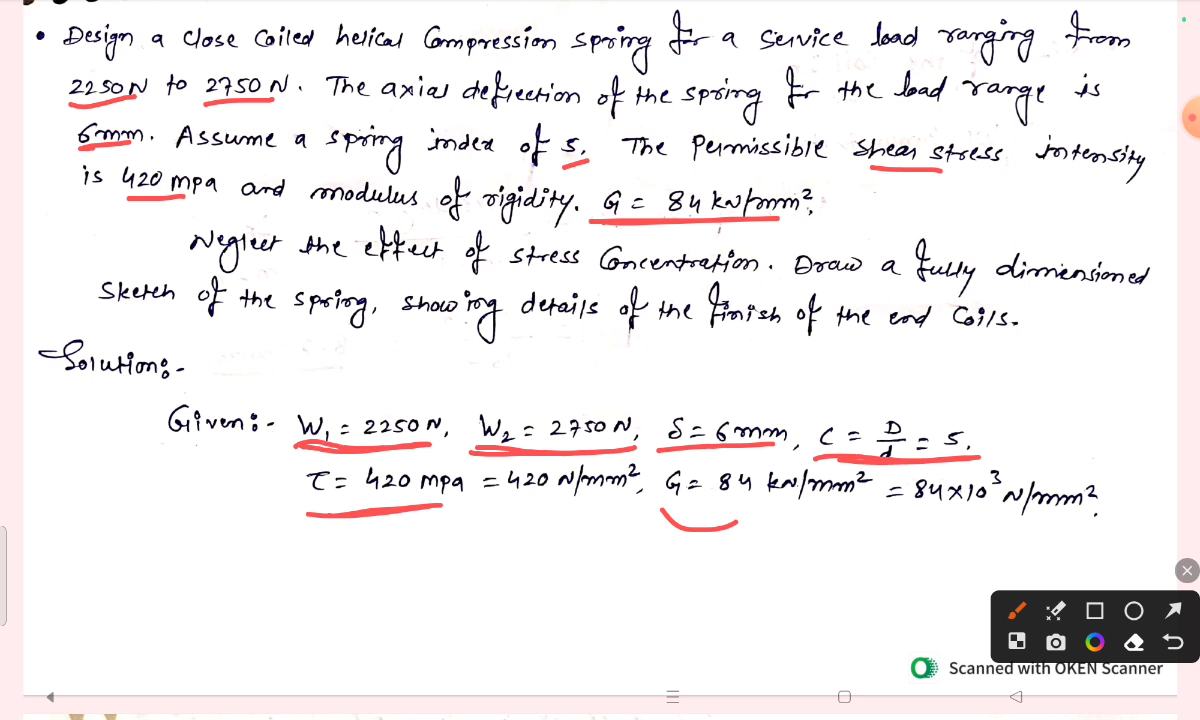 • Design a close coiled helical Compression spring for a service load ranging from
2250N to 2750 N. The axial deflection of the spring for the load range is
6mm. Assume a spring index of 5. The Permissible shear stress intensity
is 420 mpa and modulus of rigidity. G = 84 kN/mm²,
Neglect the effect of stress Concentration. Draw a fully dimensioned
sketch of the spring, showing details of the finish of the end Coils.
Solution:-
Given:- W₁ = 2250 N, W₂ = 2750 N, δ = 6 mm, C = D/d = 5.
τ = 420 mpa = 420 N/mm², G = 84 kN/mm² = 84×10³ N/mm².
Scanned with OKEN Scanner